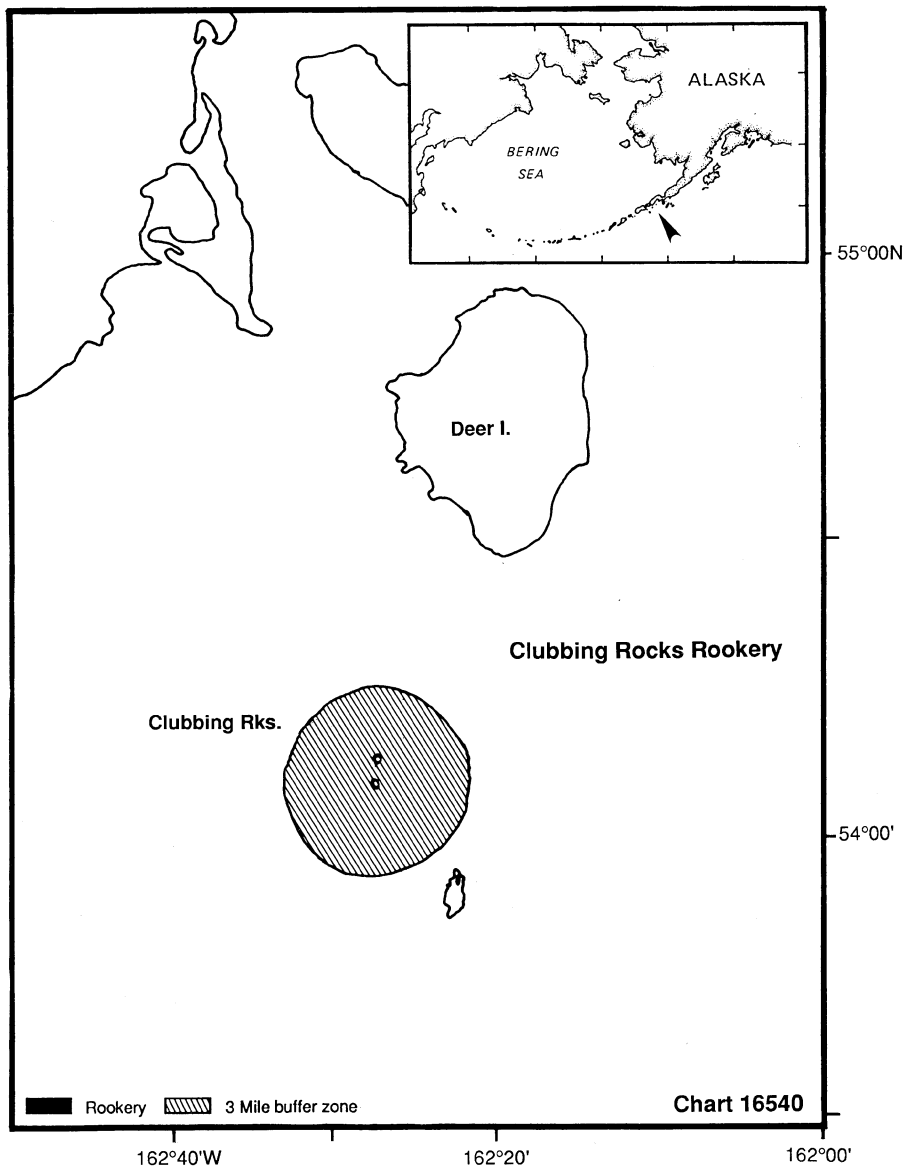 ALASKA
BERING
SEA
55°00N
Deer I.
Clubbing Rocks Rookery
Clubbing Rks.
54°00'
Rookery
3 Mile buffer zone
Chart 16540
162°40'W
162°20'
162°00'